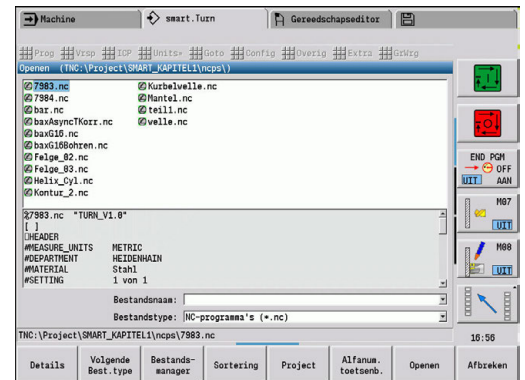 Machine
smart.Turn
Gereedschapseditor
Prog Vrsp ICP Units» Goto Config Overig Extra GrWrg
Openen (TNC:\Project\SMART_KAPITEL1\ncps\)
7983.nc
7984.nc
bar.nc
baxAsyncTKorr.nc
baxG16.nc
baxG16Bohren.nc
Felge_02.nc
Felge_03.nc
Helix_Cyl.nc
Kontur_2.nc
Kurbelwelle.nc
Mantel.nc
teil1.nc
velle.nc
%7983.nc "TURN_V1.0"
[ ]
HEADER
#MEASURE_UNITS METRIC
#DEPARTMENT HEIDENHAIN
#MATERIAL Stahl
#SETTING 1 von 1
Bestandsnaam:
Bestandstype: NC-programma's (*.nc)
TNC:\Project\SMART_KAPITEL1\ncps\7983.nc
END PGM
OFF
UIT AAN
M07
UIT
M08
UIT
16:56
Details
Volgende Best.type
Bestands-manager
Sortering
Project
Alfanum. toetsenb.
Openen
Afbreken